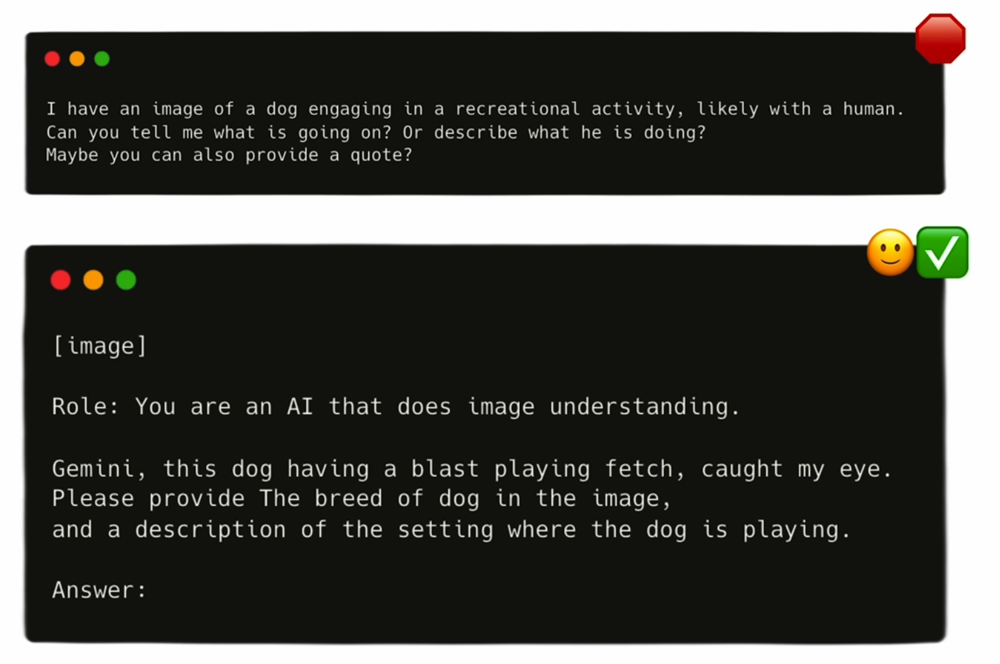 I have an image of a dog engaging in a recreational activity, likely with a human.
Can you tell me what is going on? Or describe what he is doing?
Maybe you can also provide a quote?
[image]
Role: You are an AI that does image understanding.
Gemini, this dog having a blast playing fetch, caught my eye.
Please provide The breed of dog in the image,
and a description of the setting where the dog is playing.
Answer: